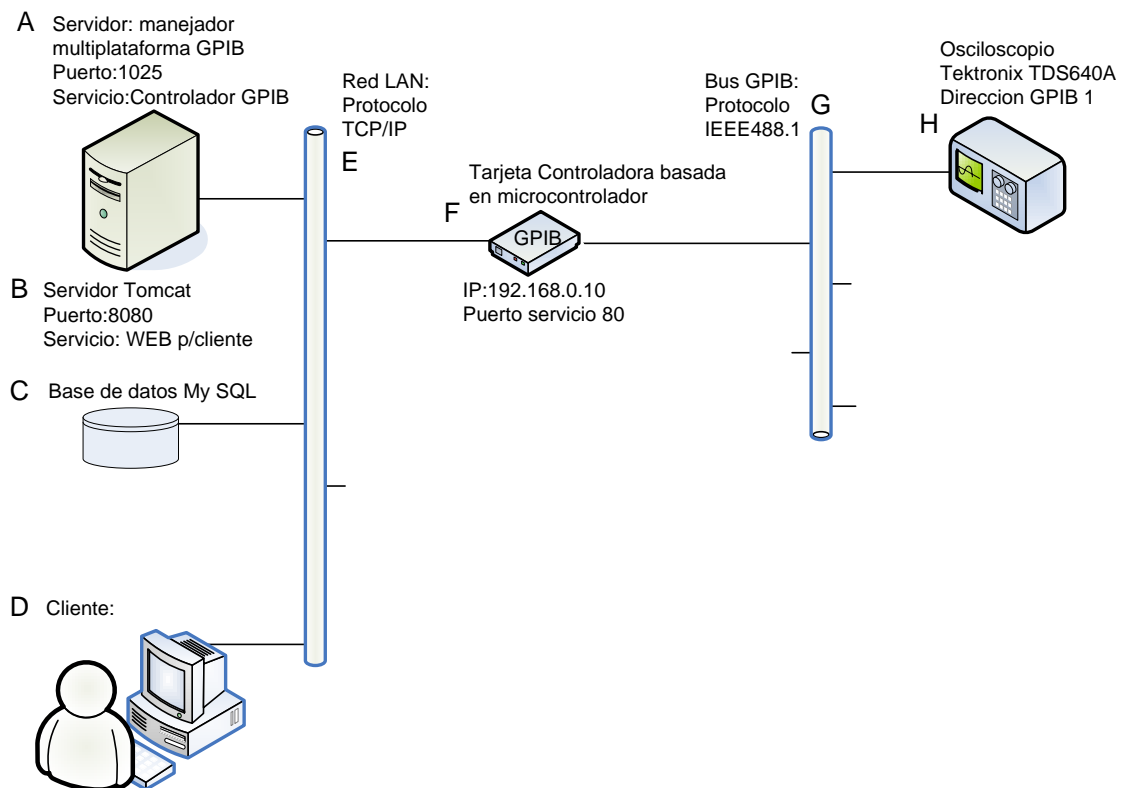 A
Servidor: manejador
multiplataforma GPIB
Puerto:1025
Servicio:Controlador GPIB
B
Servidor Tomcat
Puerto:8080
Servicio: WEB p/cliente
C
Base de datos My SQL
D
Cliente:
Red LAN:
Protocolo
TCP/IP
E
F
Tarjeta Controladora basada
en microcontrolador
GPIB
IP:192.168.0.10
Puerto servicio 80
Bus GPIB:
Protocolo
IEEE488.1
G
H
Osciloscopio
Tektronix TDS640A
Direccion GPIB 1